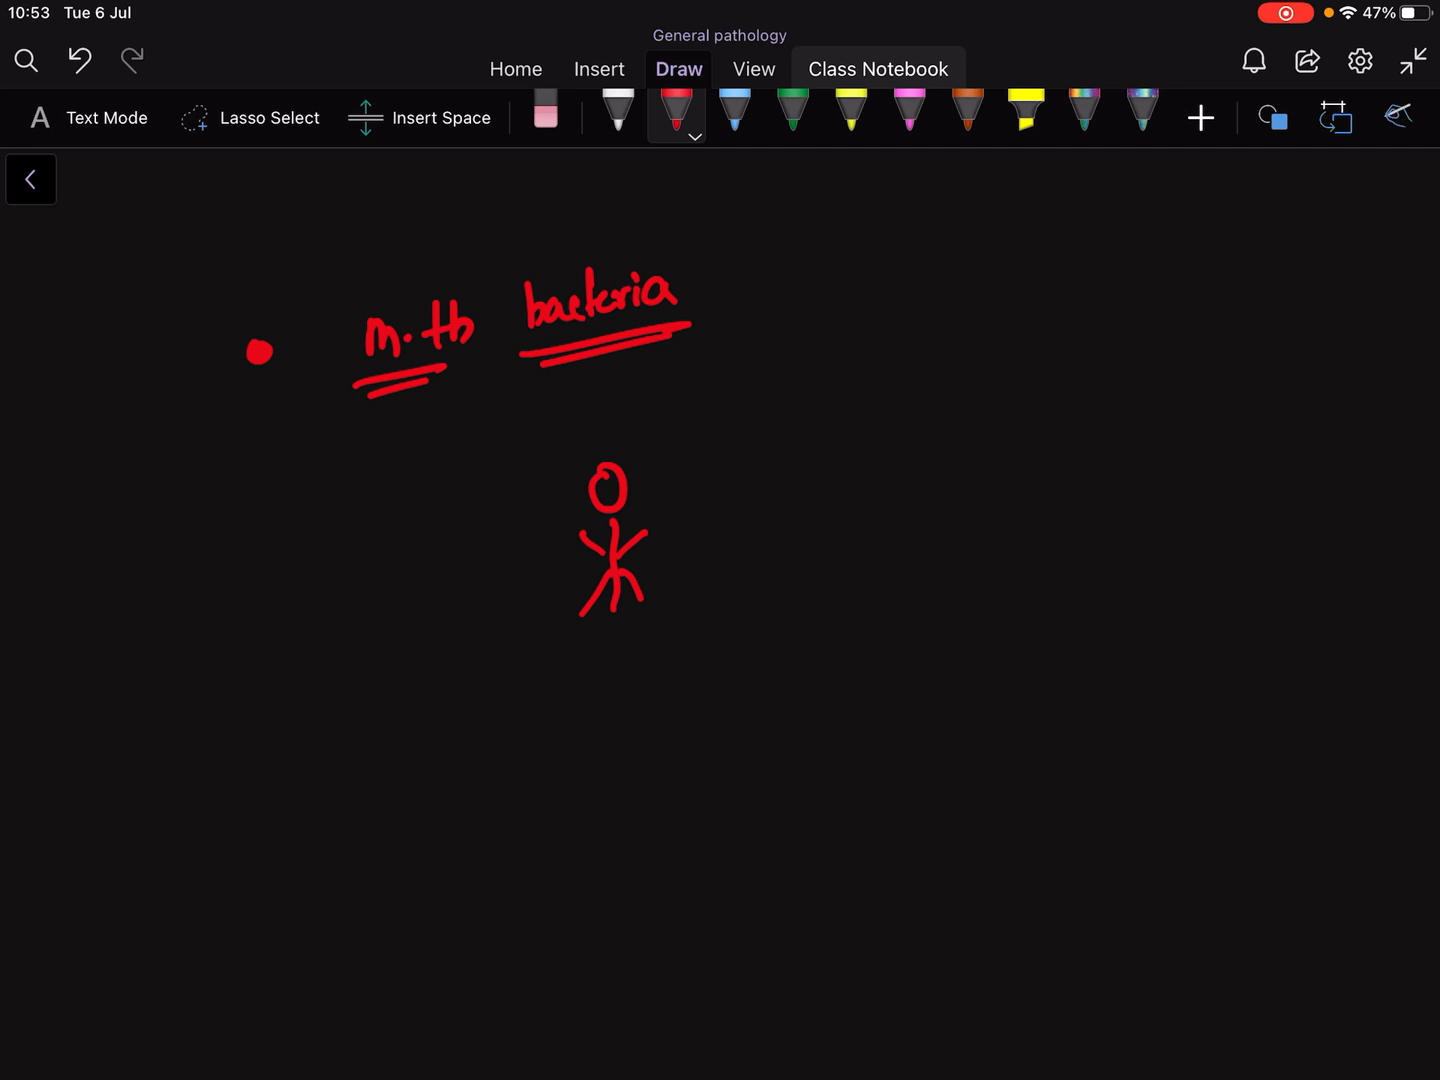 10:53 Tue 6 Jul 47%
General pathology
Home Insert Draw View Class Notebook
A Text Mode Lasso Select Insert Space
m.tb bacteria